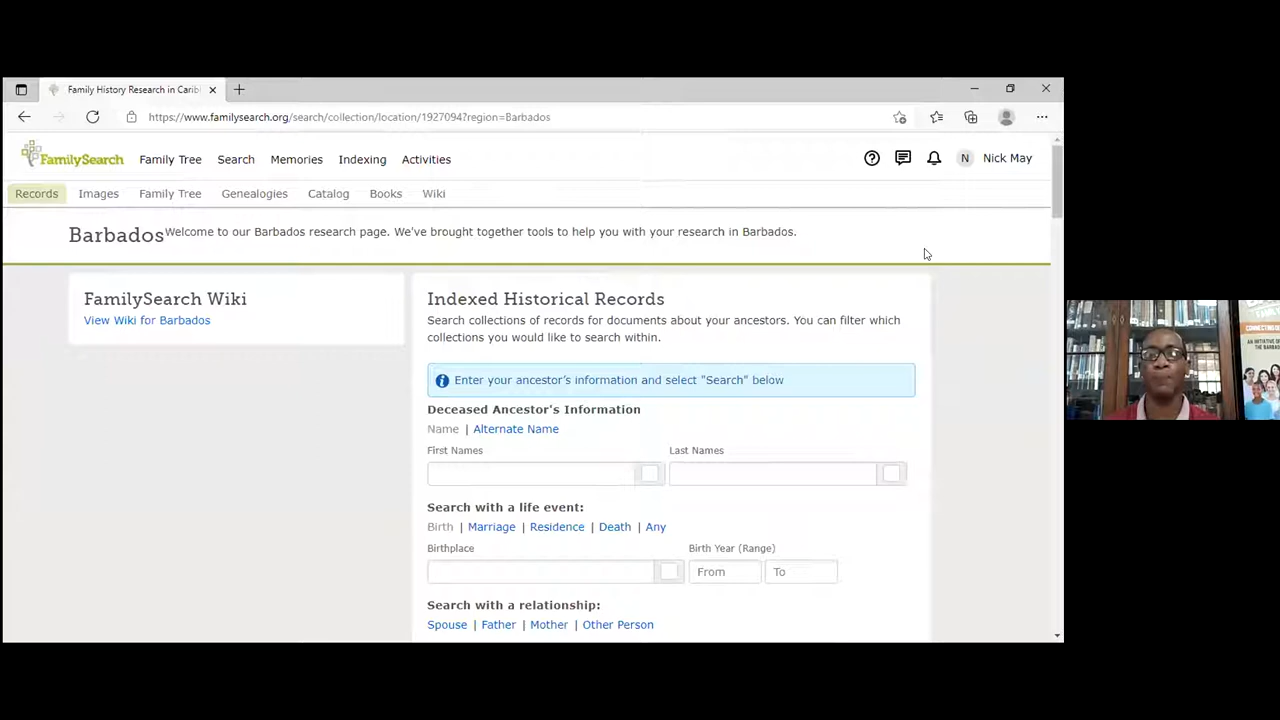 Family History Research in Carib
https://www.familysearch.org/search/collection/location/1927094?region=Barbados
FamilySearch Family Tree Search Memories Indexing Activities
N Nick May
Records Images Family Tree Genealogies Catalog Books Wiki
Barbados Welcome to our Barbados research page. We've brought together tools to help you with your research in Barbados.
FamilySearch Wiki
View Wiki for Barbados
Indexed Historical Records
Search collections of records for documents about your ancestors. You can filter which
collections you would like to search within.
Enter your ancestor's information and select "Search" below
Deceased Ancestor's Information
Name | Alternate Name
First Names Last Names
Search with a life event:
Birth | Marriage | Residence | Death | Any
Birthplace Birth Year (Range)
From To
Search with a relationship:
Spouse | Father | Mother | Other Person
CONNECTING
AN INITIATIVE OF
THE BARBAD